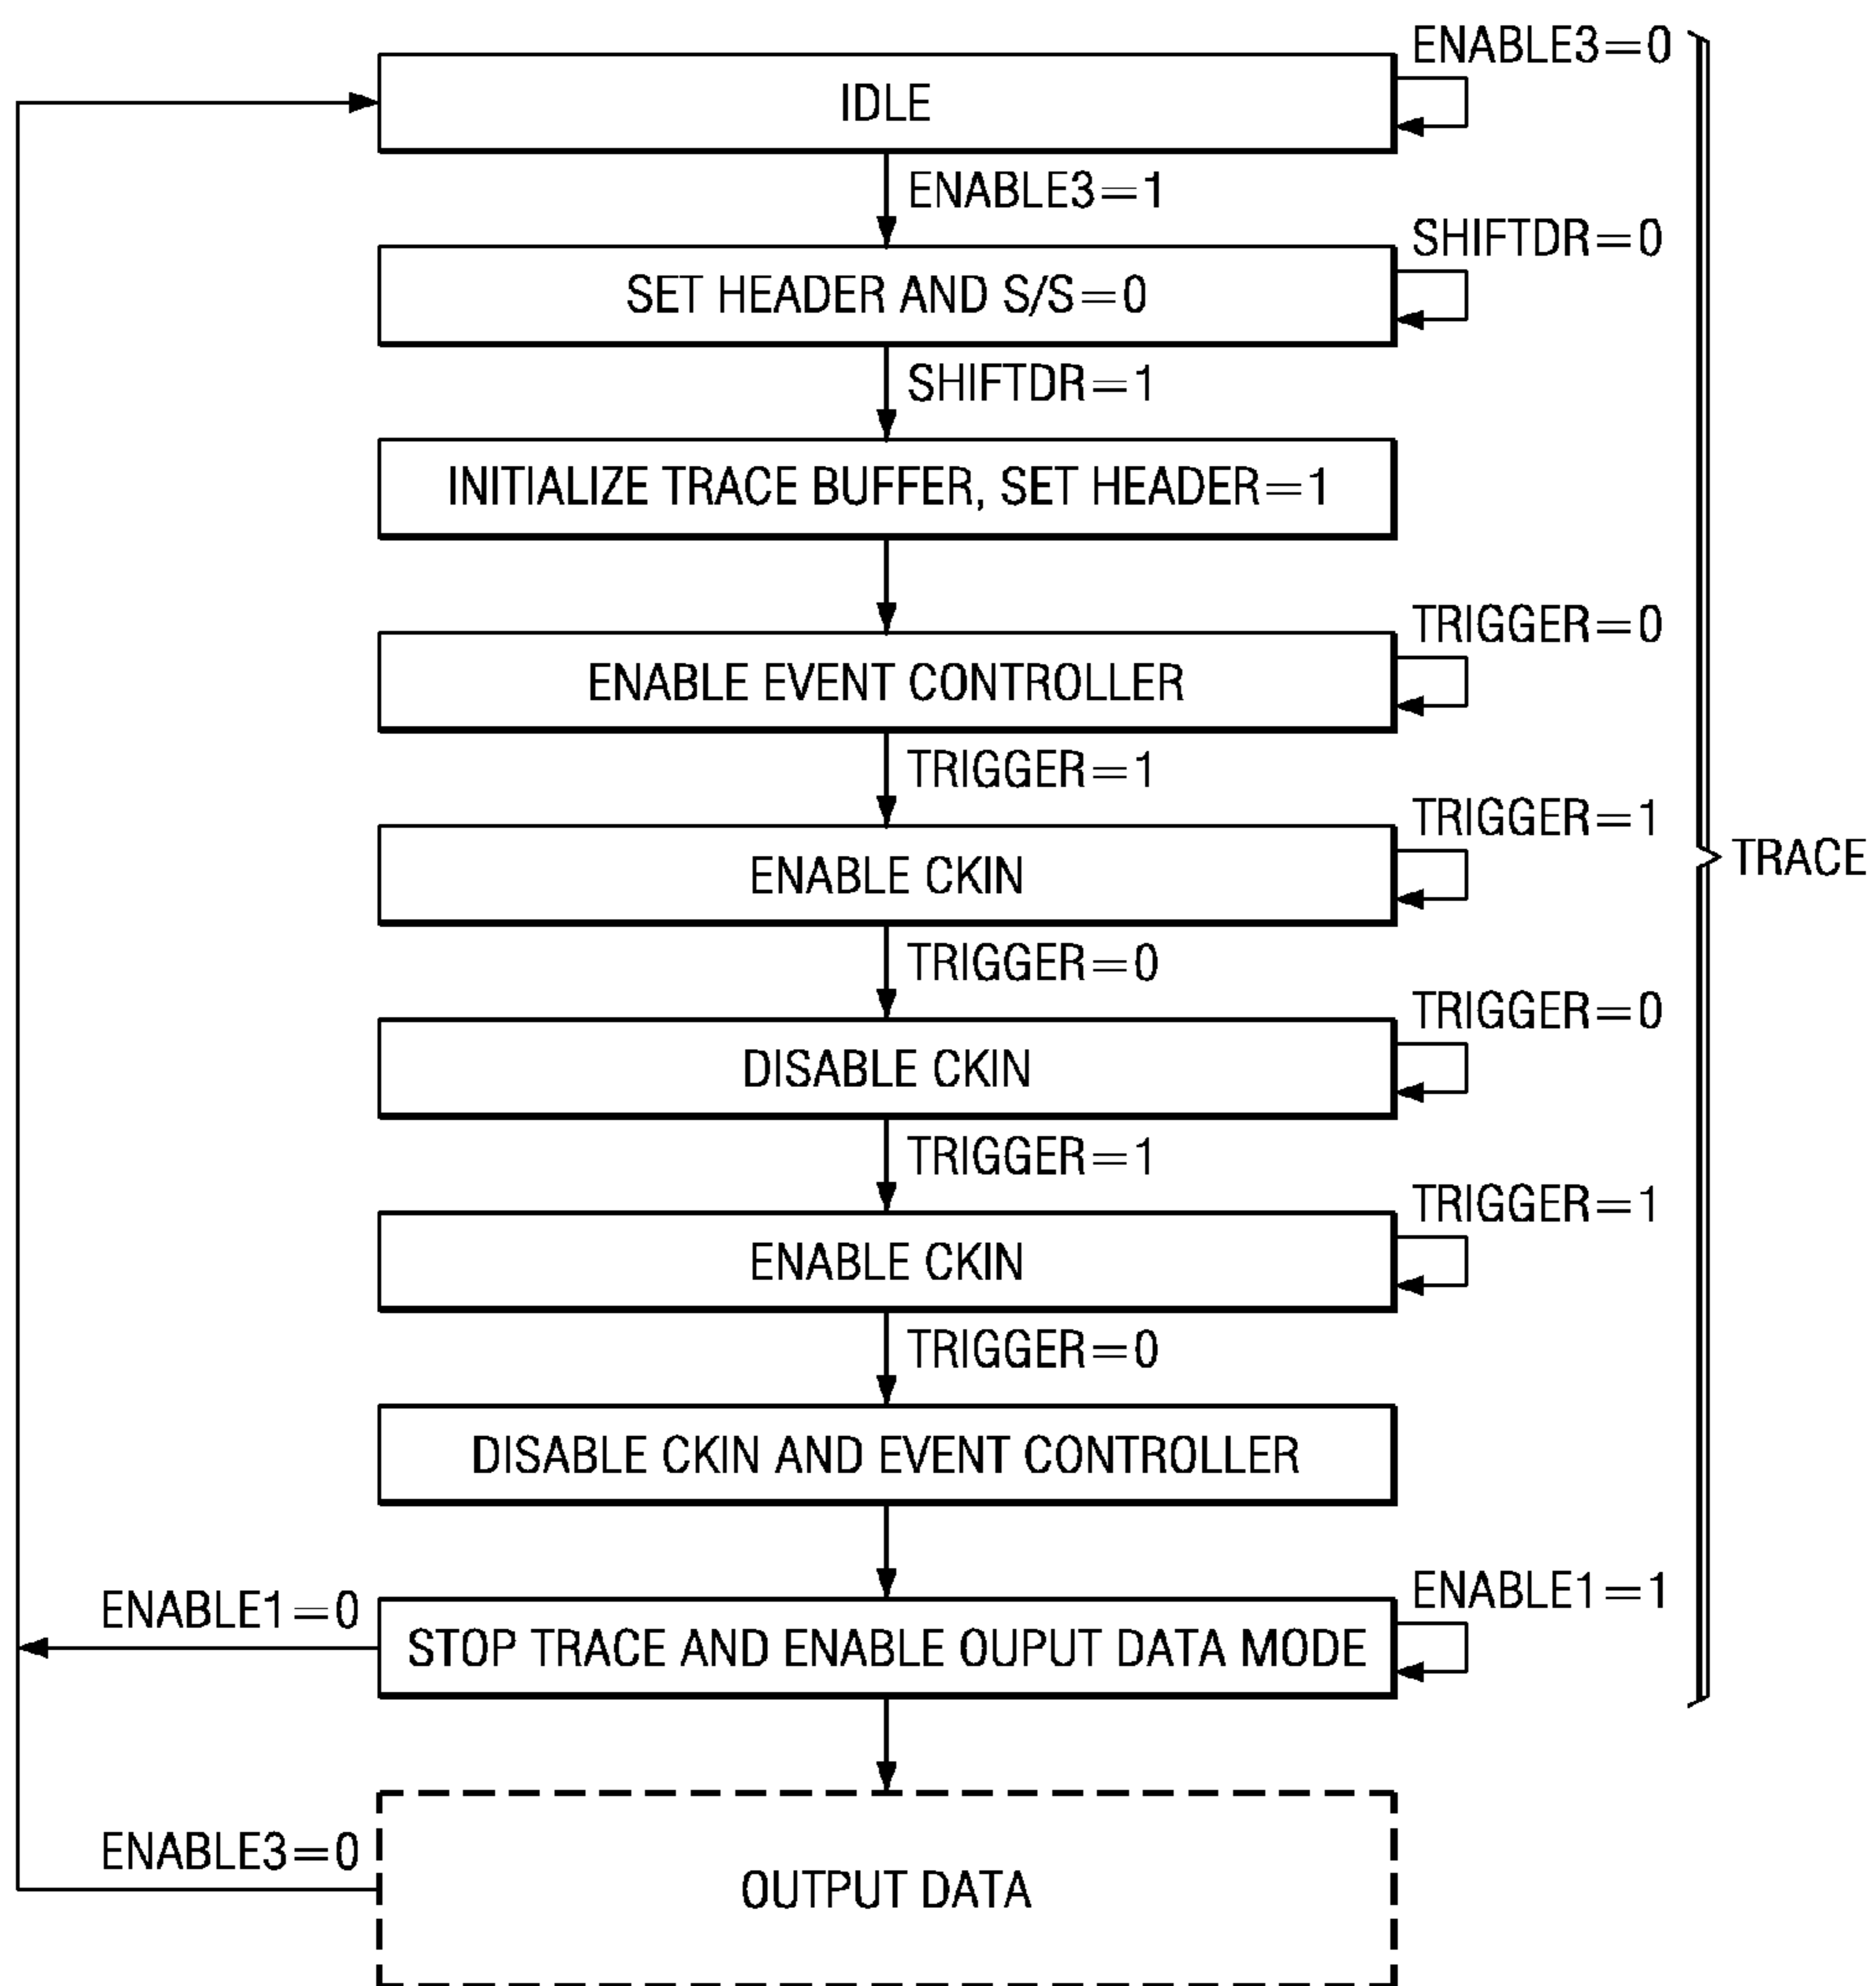 ENABLE3=0
IDLE
ENABLE3=1
SHIFTDR=0
SET HEADER AND S/S=0
SHIFTDR=1
INITIALIZE TRACE BUFFER, SET HEADER=1
TRIGGER=0
ENABLE EVENT CONTROLLER
TRIGGER=1
TRIGGER=1
TRACE
ENABLE CKIN
TRIGGER=0
TRIGGER=0
DISABLE CKIN
TRIGGER=1
TRIGGER=1
ENABLE CKIN
TRIGGER=0
DISABLE CKIN AND EVENT CONTROLLER
ENABLE1=1
ENABLE1=0
STOP TRACE AND ENABLE OUPUT DATA MODE
ENABLE3=0
OUTPUT DATA